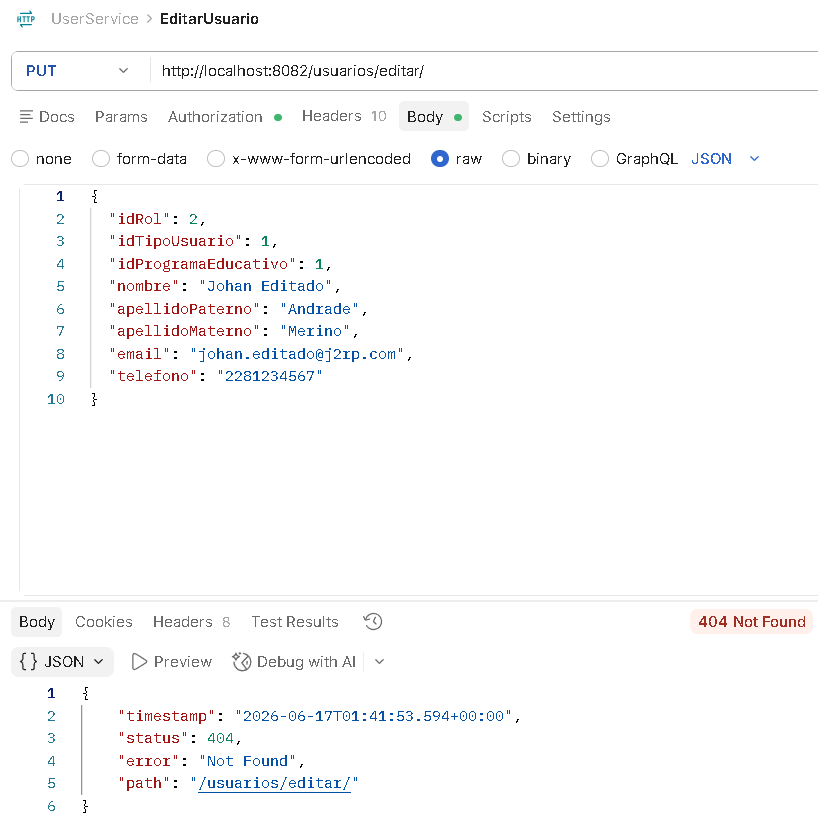 HTTP UserService > EditarUsuario
PUT http://localhost:8082/usuarios/editar/
Docs Params Authorization Headers 10 Body Scripts Settings
none form-data x-www-form-urlencoded raw binary GraphQL JSON
1 {
2 "idRol": 2,
3 "idTipoUsuario": 1,
4 "idProgramaEducativo": 1,
5 "nombre": "Johan Editado",
6 "apellidoPaterno": "Andrade",
7 "apellidoMaterno": "Merino",
8 "email": "johan.editado@j2rp.com",
9 "telefono": "2281234567"
10 }
Body Cookies Headers 8 Test Results 404 Not Found
{} JSON Preview Debug with AI
1 {
2 "timestamp": "2026-06-17T01:41:53.594+00:00",
3 "status": 404,
4 "error": "Not Found",
5 "path": "/usuarios/editar/"
6 }